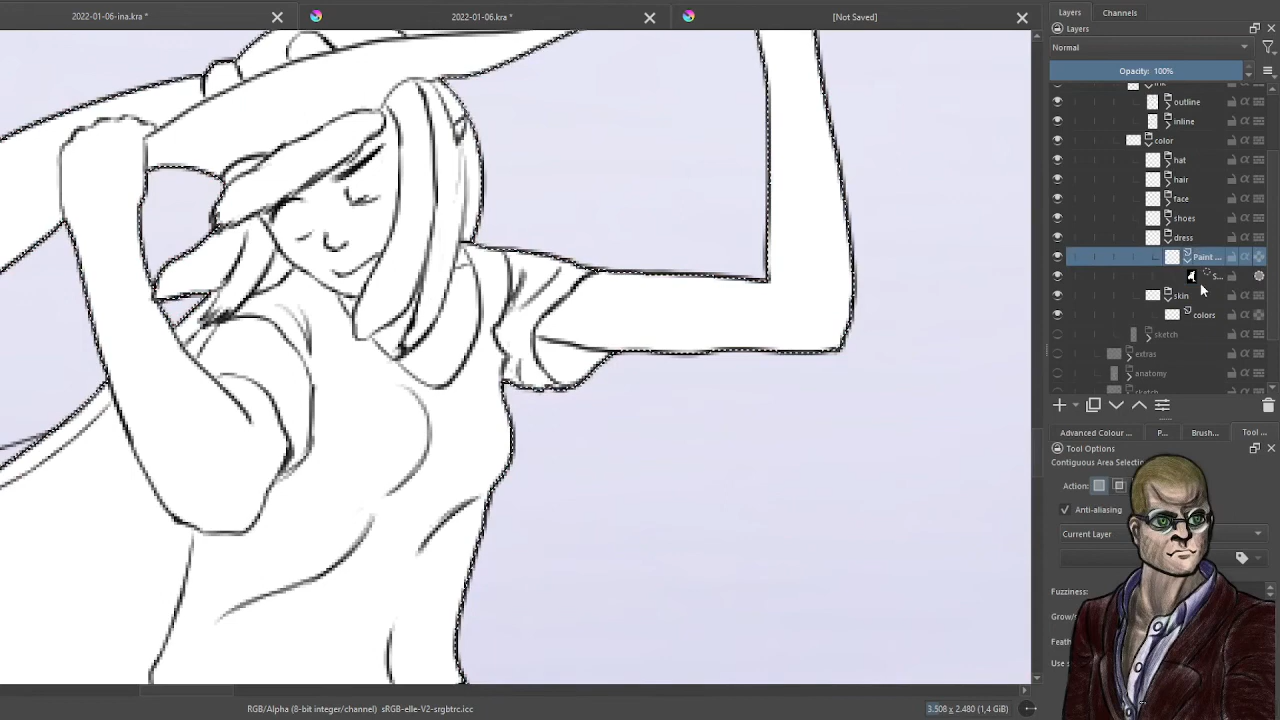 2022-01-06-ina.kra *
2022-01-06.kra *
[Not Saved]
Layers
Channels
Layers
Normal
Opacity: 100%
outline
inline
color
hat
hair
face
shoes
dress
Paint ...
S...
skin
colors
sketch
extras
anatomy
Advanced Colour ...
P...
Brush...
Tool ...
Tool Options
Contiguous Area Selecti
Action:
Anti-aliasing
Current Layer
Fuzziness:
Grow/
Feath
Use s
RGB/Alpha (8-bit integer/channel) sRGB-elle-V2-srgbtrc.icc
3.508 x 2.480 (1,4 GiB)